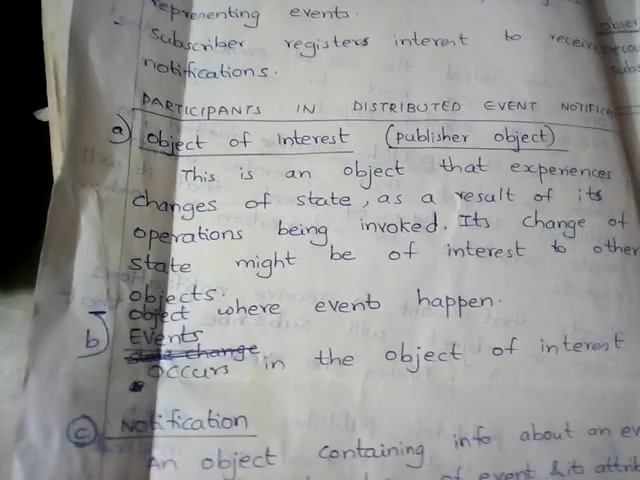 representing events.
- Subscriber registers interest to receive
notifications.
PARTICIPANTS IN DISTRIBUTED EVENT
a) Object of interest (publisher object)
This is an object that experiences
changes of state, as a result of its
operations being invoked. Its change of
state might be of interest to other
objects.
object where event happen.
b) Events
occurs in the object of interest
c) Notification
An object containing info about an
of event & its